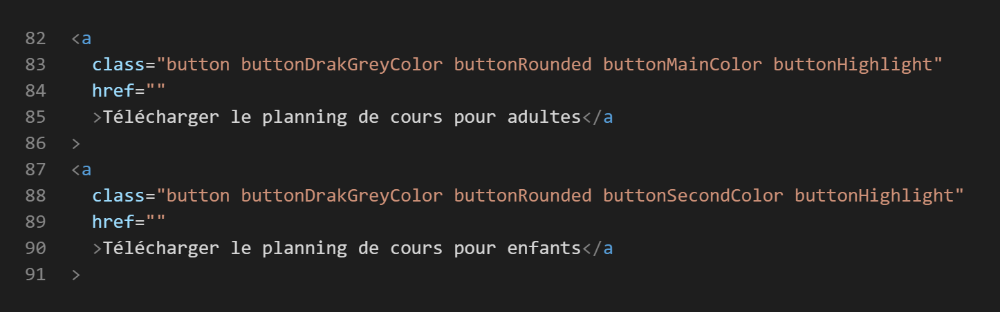 82 <a
83 class="button buttonDrakGreyColor buttonRounded buttonMainColor buttonHighlight"
84 href=""
85 >Télécharger le planning de cours pour adultes</a
86 >
87 <a
88 class="button buttonDrakGreyColor buttonRounded buttonSecondColor buttonHighlight"
89 href=""
90 >Télécharger le planning de cours pour enfants</a
91 >